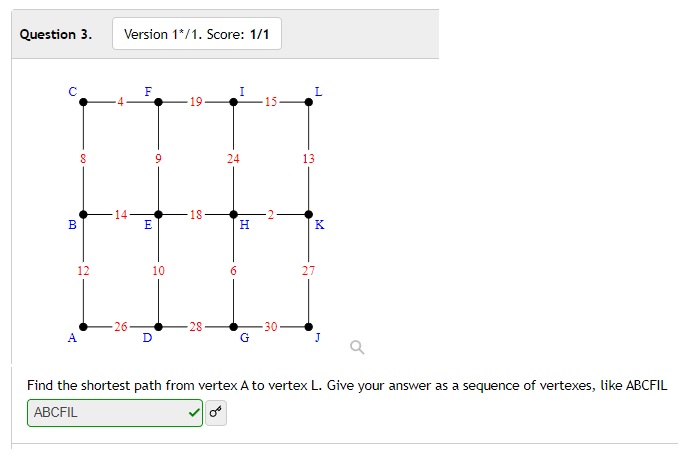 Question 3. Version 1*/1. Score: 1/1
C F I L
4 19 15
8 9 24 13
14 18 2
B E H K
12 10 6 27
26 28 30
A D G J
Find the shortest path from vertex A to vertex L. Give your answer as a sequence of vertexes, like ABCFIL
ABCFIL